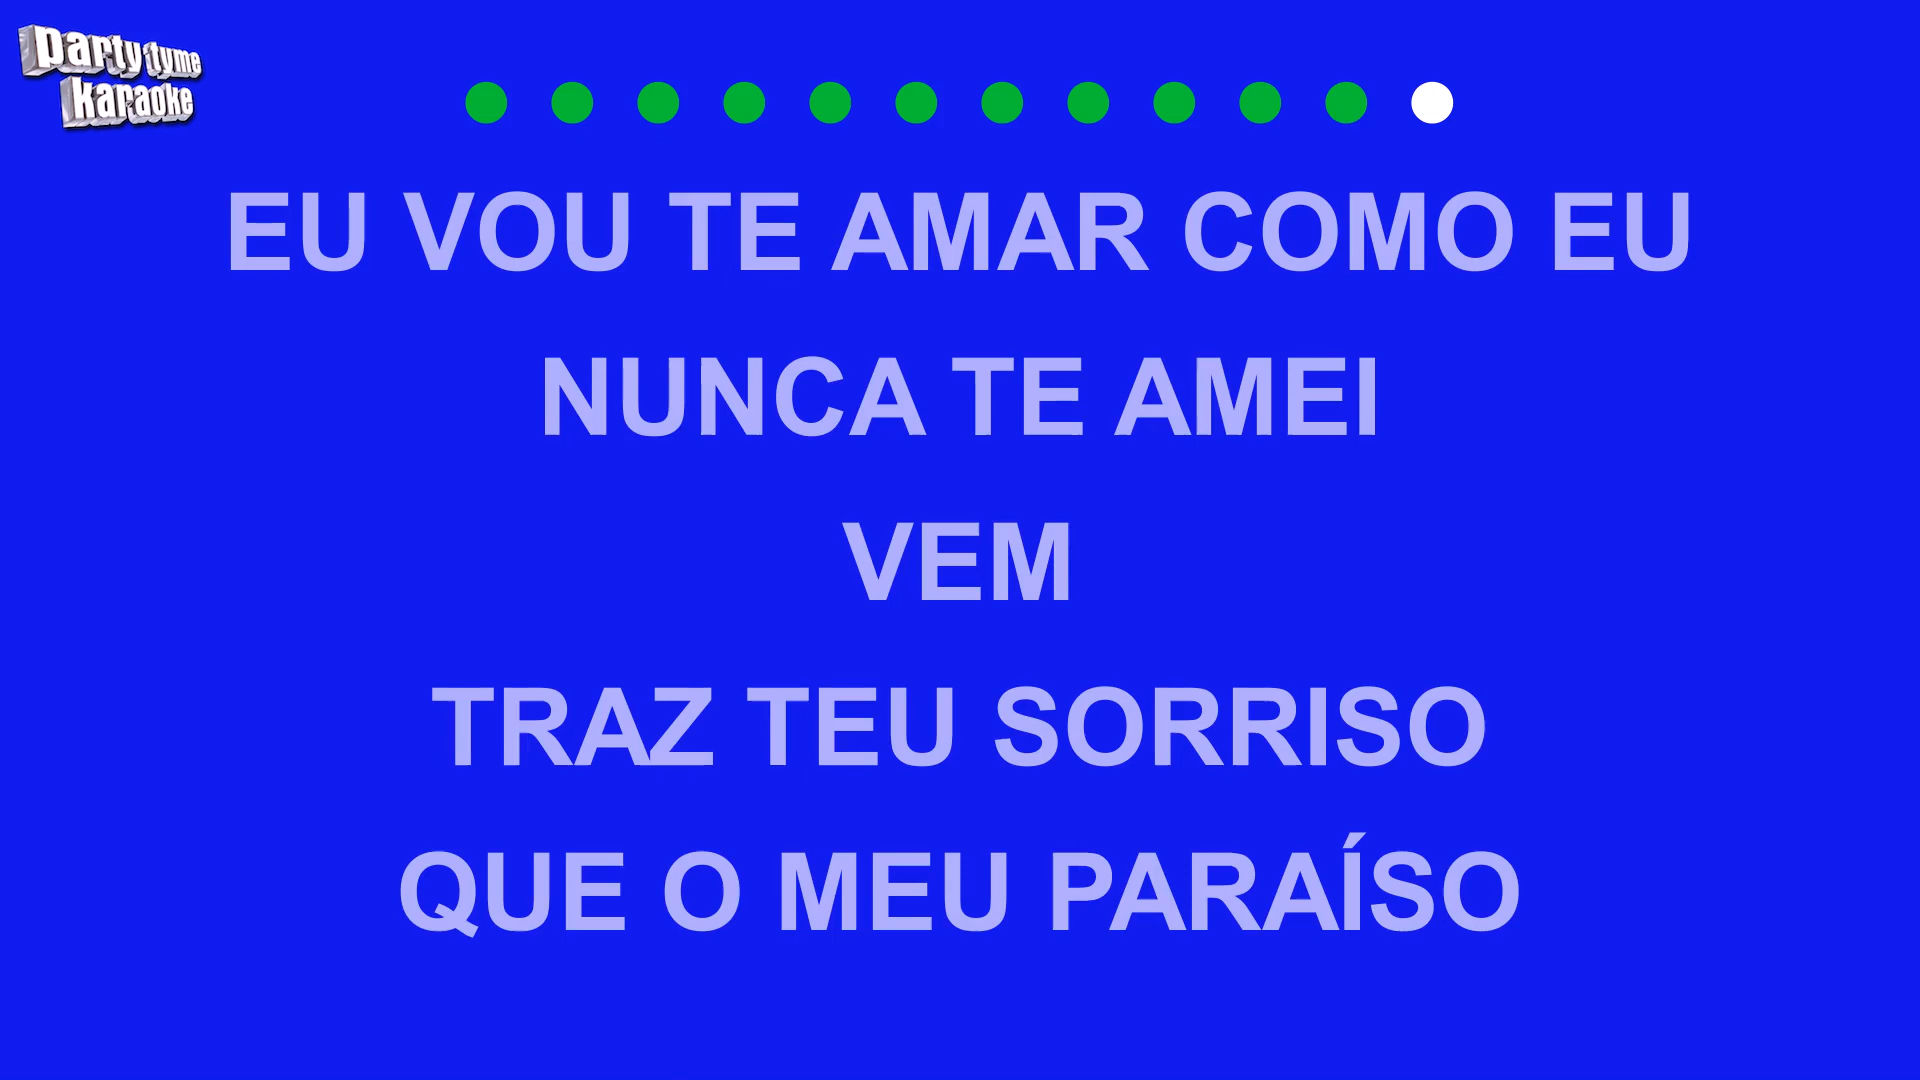 party tyme
karaoke
EU VOU TE AMAR COMO EU
NUNCA TE AMEI
VEM
TRAZ TEU SORRISO
QUE O MEU PARAÍSO